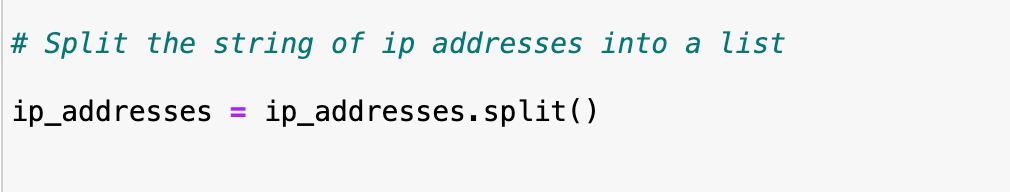 # Split the string of ip addresses into a list
ip_addresses = ip_addresses.split()